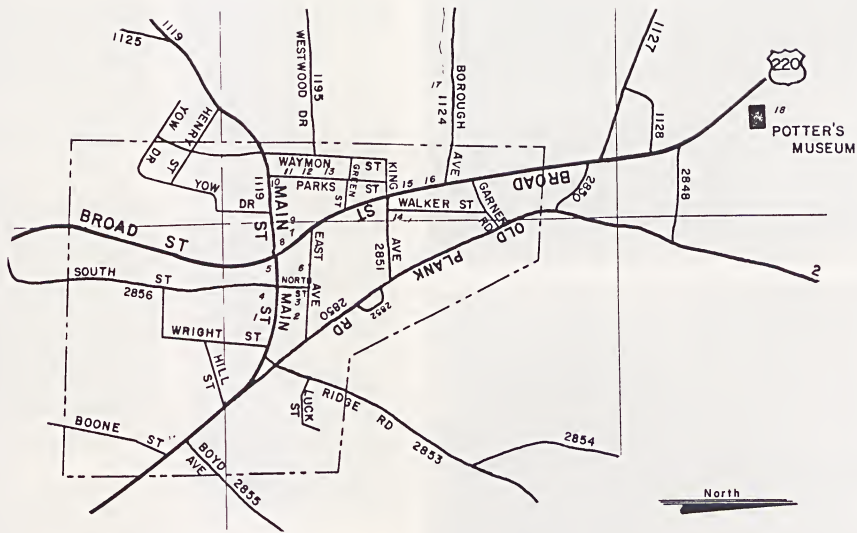 1119
1125
WESTWOOD DR
1195
17
BOROUGH AVE
1124
1127
220
18
POTTER'S
MUSEUM
1128
YOW DR
HENRY ST
WAYMON ST
11 12 13
GREEN ST
KING AVE
15 16
PARKS ST
10
1119
MAIN ST
YOW DR
BROAD ST
GARNER RD
2850
2848
WALKER ST
14
9
7
8
BROAD ST
EAST AVE
2851
OLD PLANK RD
2850
2852
SOUTH ST
2856
5
6
NORTH ST
4
3
1
2
MAIN ST
2
WRIGHT ST
HILL ST
LUCK ST
RIDGE RD
2853
2854
BOONE ST
BOYD AVE
2855
North